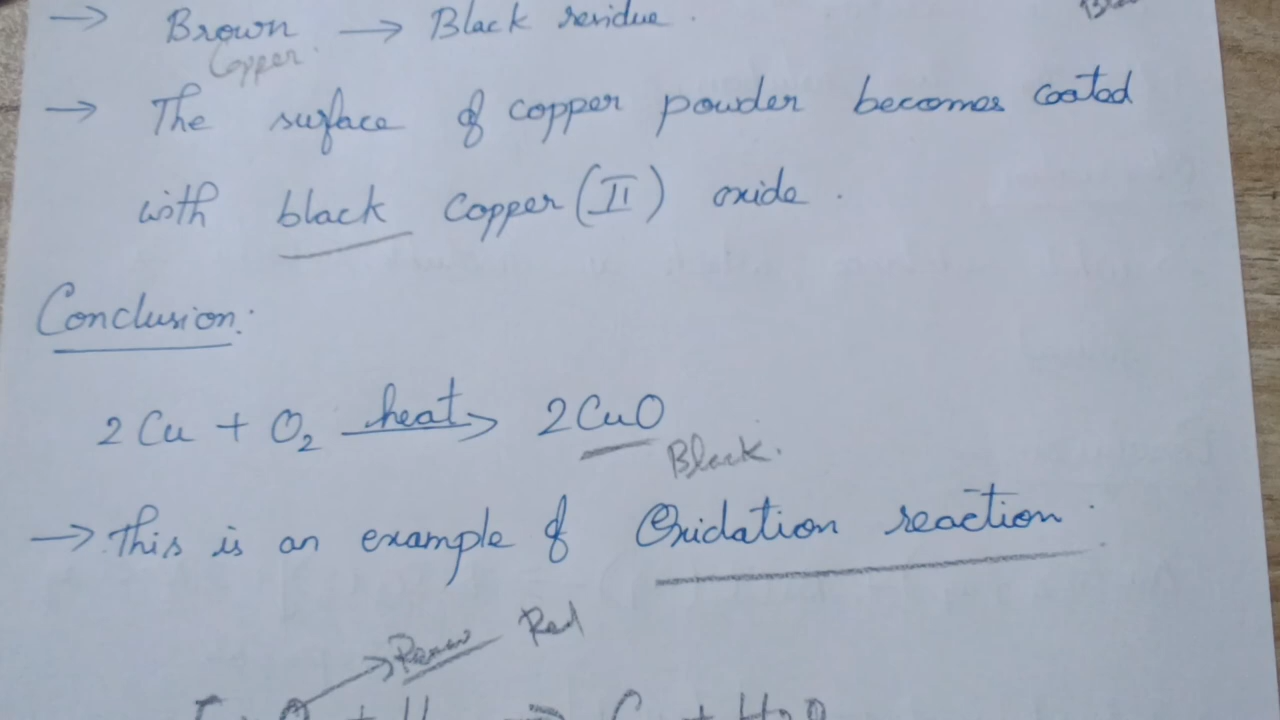 → Brown → Black residue.
Copper.
→ The surface of copper powder becomes coated
with black Copper (II) oxide.
Conclusion:
2Cu + O₂ heat→ 2CuO
Black.
→ This is an example of Oxidation reaction.
Red